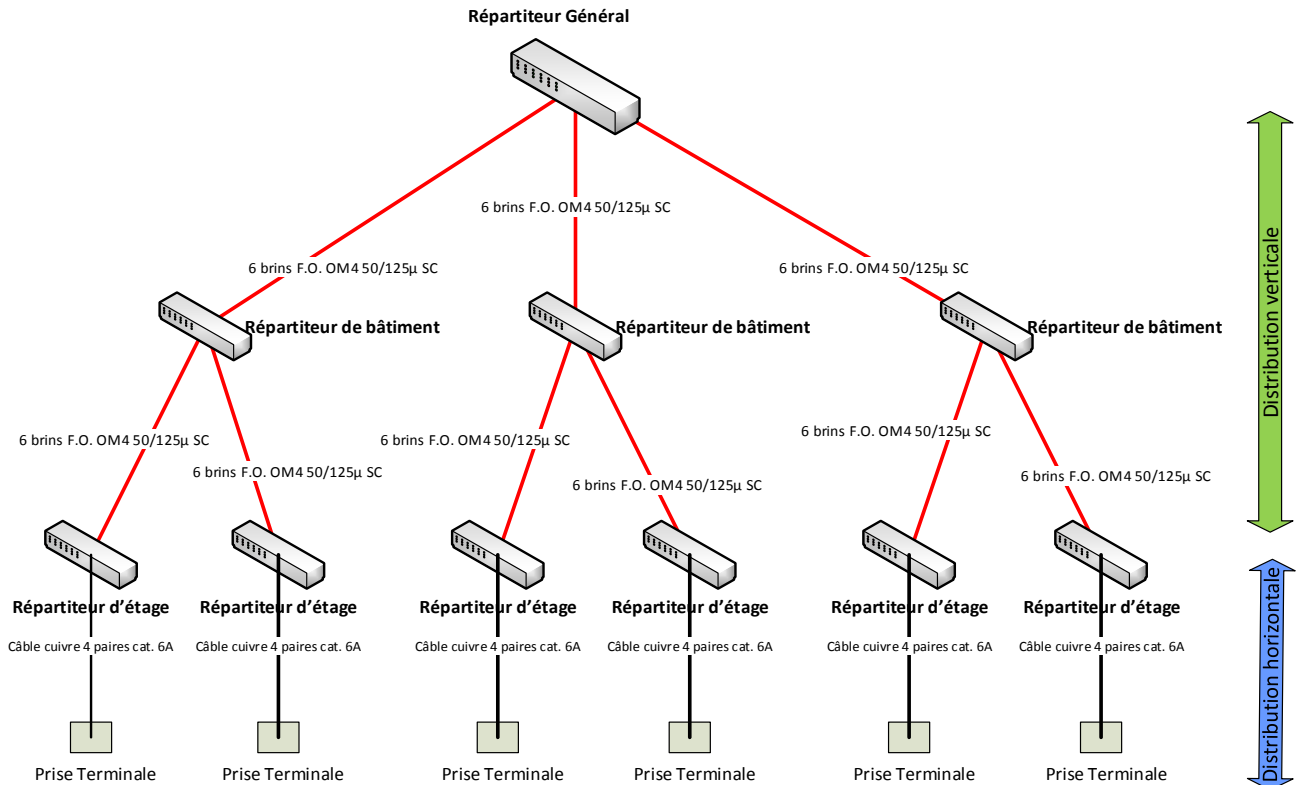 Répartiteur Général
6 brins F.O. OM4 50/125µ SC
6 brins F.O. OM4 50/125µ SC
6 brins F.O. OM4 50/125µ SC
Répartiteur de bâtiment
Répartiteur de bâtiment
Répartiteur de bâtiment
6 brins F.O. OM4 50/125µ SC
6 brins F.O. OM4 50/125µ SC
6 brins F.O. OM4 50/125µ SC
6 brins F.O. OM4 50/125µ SC
6 brins F.O. OM4 50/125µ SC
6 brins F.O. OM4 50/125µ SC
Répartiteur d’étage
Répartiteur d’étage
Répartiteur d’étage
Répartiteur d’étage
Répartiteur d’étage
Répartiteur d’étage
Câble cuivre 4 paires cat. 6A
Câble cuivre 4 paires cat. 6A
Câble cuivre 4 paires cat. 6A
Câble cuivre 4 paires cat. 6A
Câble cuivre 4 paires cat. 6A
Câble cuivre 4 paires cat. 6A
Prise Terminale
Prise Terminale
Prise Terminale
Prise Terminale
Prise Terminale
Prise Terminale
Distribution verticale
Distribution horizontale